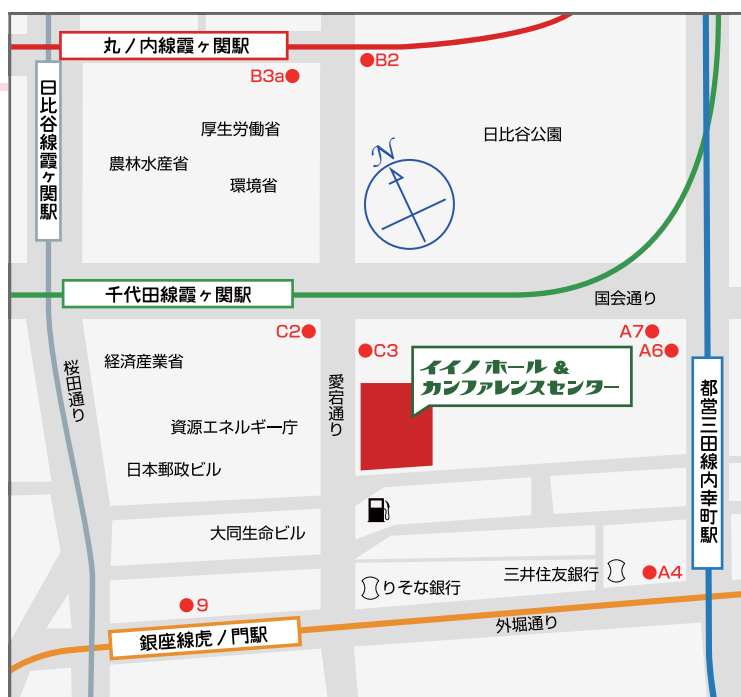 丸ノ内線霞ヶ関駅
B2
B3a
日比谷線霞ヶ関駅
厚生労働省
日比谷公園
農林水産省
環境省
N
千代田線霞ヶ関駅
国会通り
C2
A7
C3
A6
経済産業省
イイノホール &
カンファレンスセンター
桜田通り
愛宕通り
都営三田線内幸町駅
資源エネルギー庁
日本郵政ビル
大同生命ビル
三井住友銀行
A4
りそな銀行
9
外堀通り
銀座線虎ノ門駅